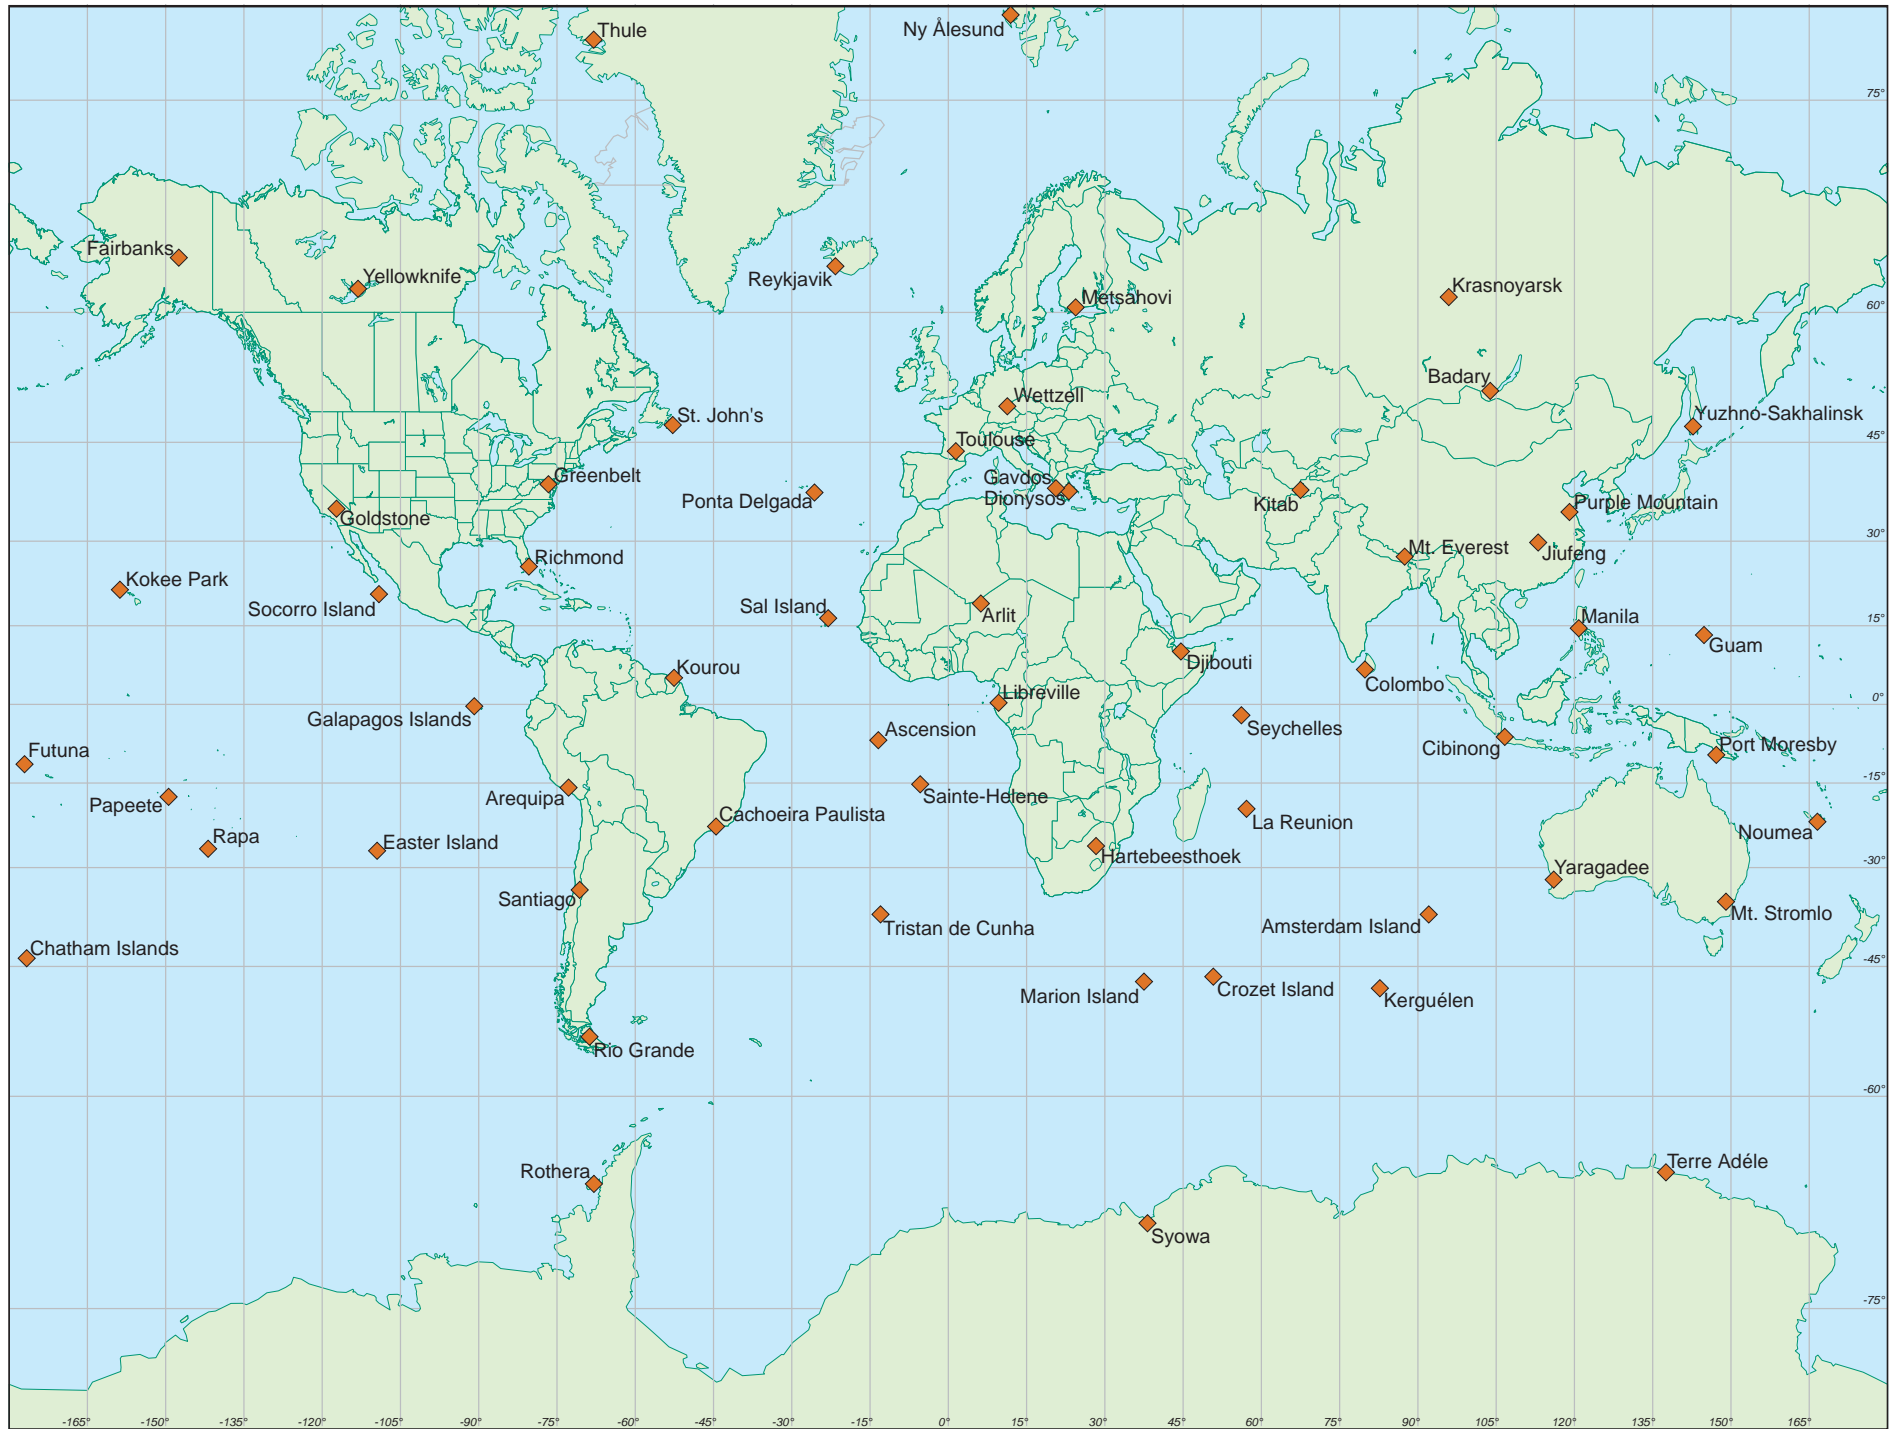 Thule
Ny Ålesund
75°
Fairbanks
Yellowknife
Reykjavik
Metsahovi
Krasnoyarsk
60°
Badary
Wettzell
St. John's
Yuzhno-Sakhalinsk
Toulouse
45°
Greenbelt
Gavdos
Dionysos
Ponta Delgada
Kitab
Purple Mountain
Goldstone
30°
Richmond
Mt. Everest
Jiufeng
Kokee Park
Socorro Island
Sal Island
Arlit
Manila
15°
Guam
Djibouti
Kourou
Colombo
Libreville
0°
Galapagos Islands
Ascension
Seychelles
Cibinong
Port Moresby
Futuna
-15°
Papeete
Arequipa
Sainte-Helene
Cachoeira Paulista
La Reunion
Noumea
Rapa
Easter Island
Hartebeesthoek
-30°
Yaragadee
Santiago
Tristan de Cunha
Amsterdam Island
Mt. Stromlo
Chatham Islands
-45°
Marion Island
Crozet Island
Kerguélen
Rio Grande
-60°
Rothera
Terre Adéle
Syowa
-75°
-165° -150° -135° -120° -105° -90° -75° -60° -45° -30° -15° 0° 15° 30° 45° 60° 75° 90° 105° 120° 135° 150° 165°